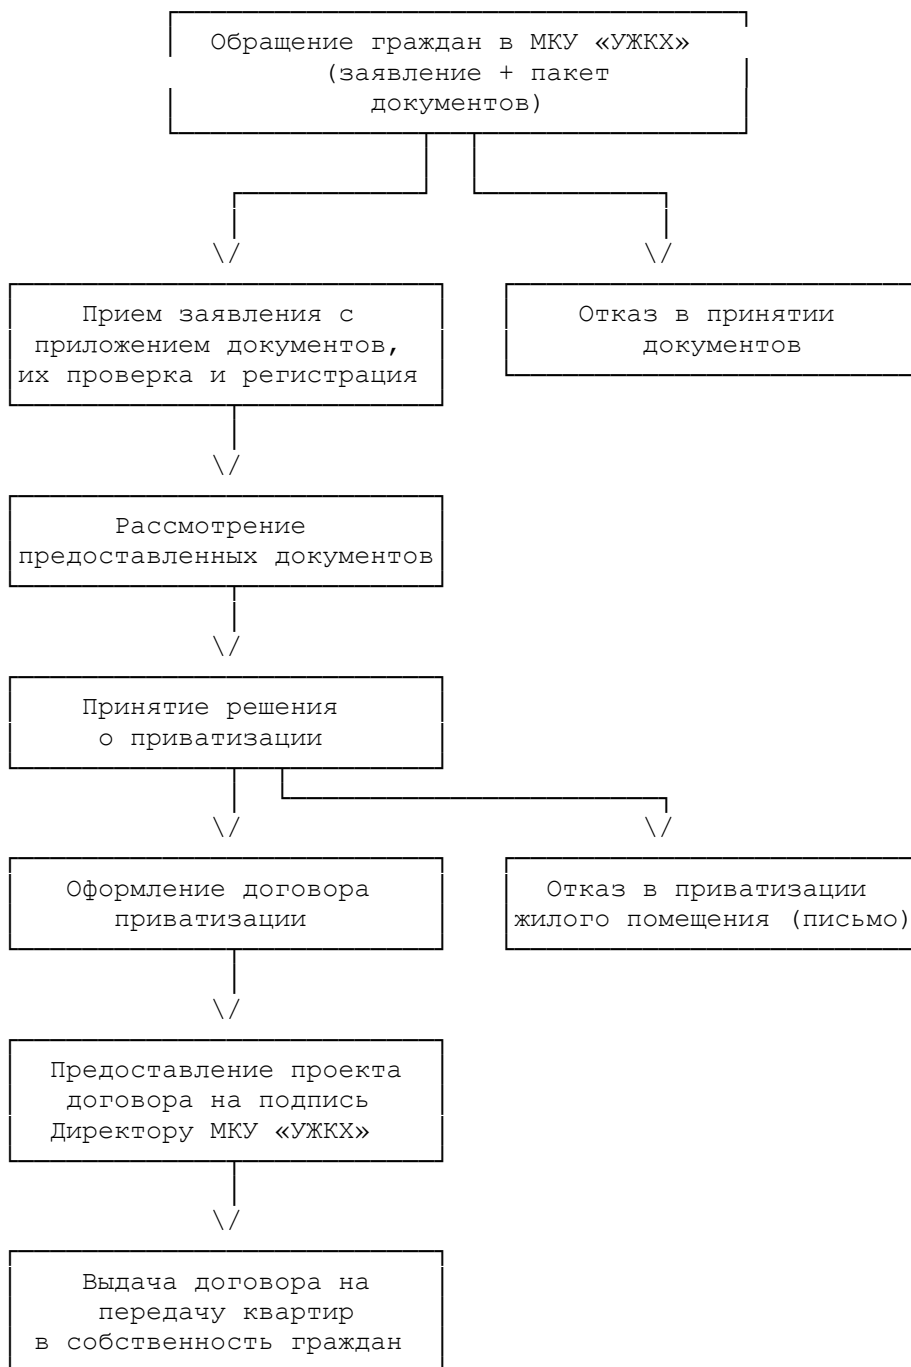 Обращение граждан в МКУ «УЖКХ»
(заявление + пакет
документов)
Прием заявления с
приложением документов,
их проверка и регистрация
Отказ в принятии
документов
Рассмотрение
предоставленных документов
Принятие решения
о приватизации
Оформление договора
приватизации
Отказ в приватизации
жилого помещения (письмо)
Предоставление проекта
договора на подпись
Директору МКУ «УЖКХ»
Выдача договора на
передачу квартир
в собственность граждан